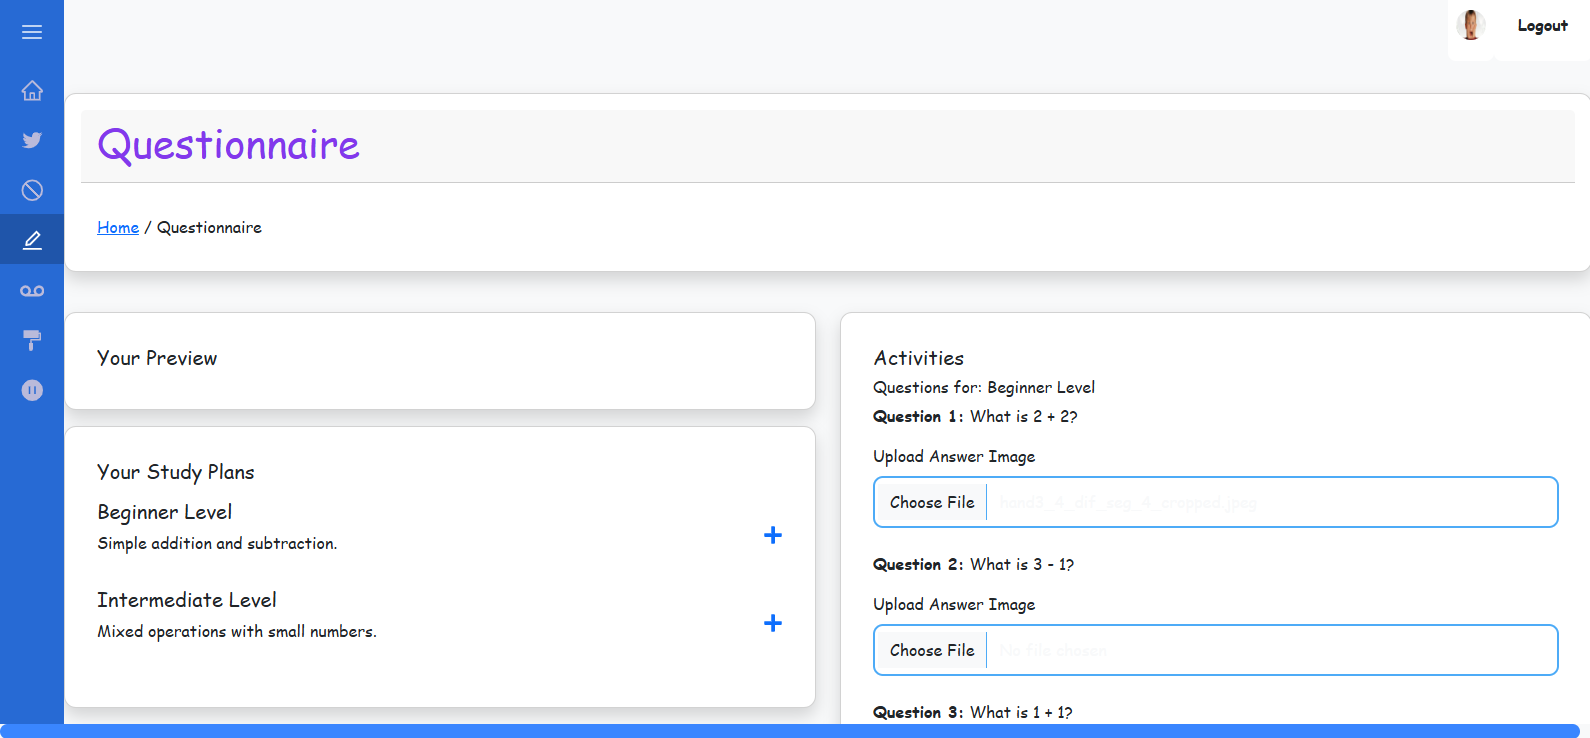 Logout
Questionnaire
Home / Questionnaire
Your Preview
Your Study Plans
Beginner Level
Simple addition and subtraction.
Intermediate Level
Mixed operations with small numbers.
Activities
Questions for: Beginner Level
Question 1: What is 2 + 2?
Upload Answer Image
Choose File hand3_4_dif_seg_4_cropped.jpeg
Question 2: What is 3 - 1?
Upload Answer Image
Choose File No file chosen
Question 3: What is 1 + 1?